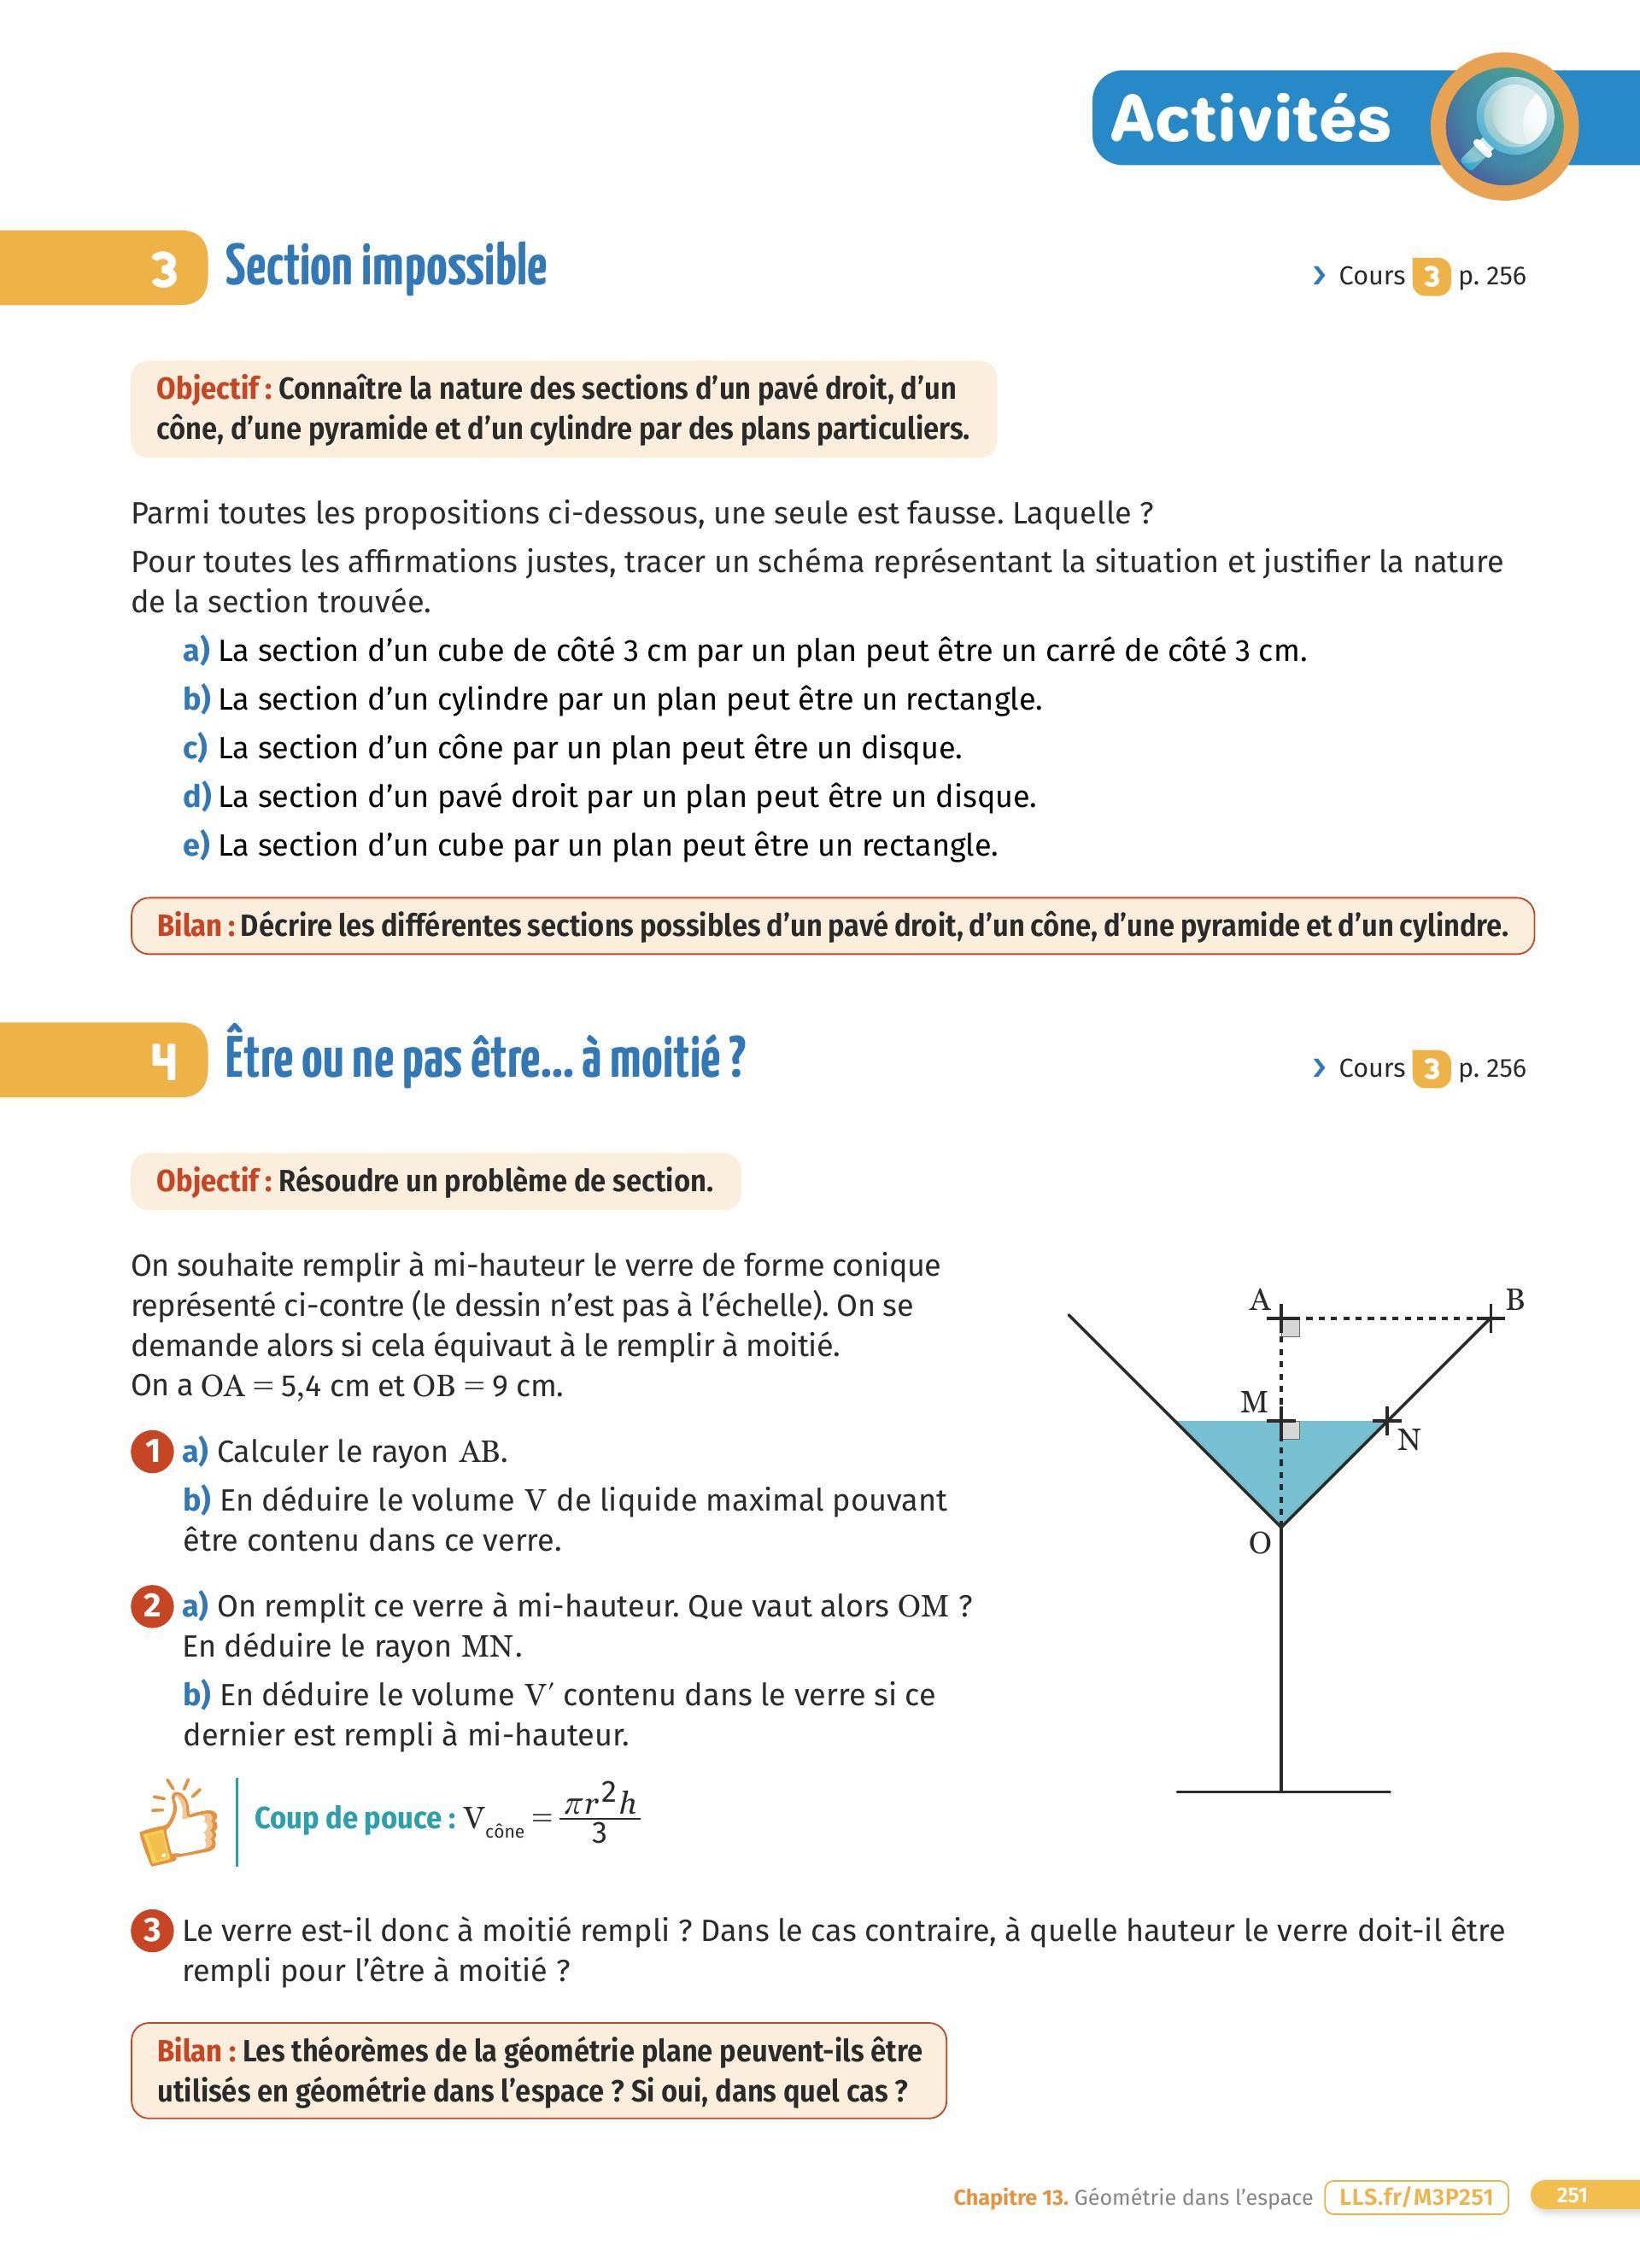 Activités
3 Section impossible
› Cours 3 p. 256
Objectif : Connaître la nature des sections d’un pavé droit, d’un
cône, d’une pyramide et d’un cylindre par des plans particuliers.
Parmi toutes les propositions ci-dessous, une seule est fausse. Laquelle ?
Pour toutes les affirmations justes, tracer un schéma représentant la situation et justifier la nature
de la section trouvée.
a) La section d’un cube de côté 3 cm par un plan peut être un carré de côté 3 cm.
b) La section d’un cylindre par un plan peut être un rectangle.
c) La section d’un cône par un plan peut être un disque.
d) La section d’un pavé droit par un plan peut être un disque.
e) La section d’un cube par un plan peut être un rectangle.
Bilan : Décrire les différentes sections possibles d’un pavé droit, d’un cône, d’une pyramide et d’un cylindre.
4 Être ou ne pas être... à moitié ?
› Cours 3 p. 256
Objectif : Résoudre un problème de section.
On souhaite remplir à mi-hauteur le verre de forme conique
représenté ci-contre (le dessin n’est pas à l’échelle). On se
demande alors si cela équivaut à le remplir à moitié.
On a OA = 5,4 cm et OB = 9 cm.
1 a) Calculer le rayon AB.
b) En déduire le volume V de liquide maximal pouvant
être contenu dans ce verre.
2 a) On remplit ce verre à mi-hauteur. Que vaut alors OM ?
En déduire le rayon MN.
b) En déduire le volume V′ contenu dans le verre si ce
dernier est rempli à mi-hauteur.
Coup de pouce : V cône = πr²h / 3
A
B
M
N
O
3 Le verre est-il donc à moitié rempli ? Dans le cas contraire, à quelle hauteur le verre doit-il être
rempli pour l’être à moitié ?
Bilan : Les théorèmes de la géométrie plane peuvent-ils être
utilisés en géométrie dans l’espace ? Si oui, dans quel cas ?
Chapitre 13. Géométrie dans l’espace LLS.fr/M3P251 251